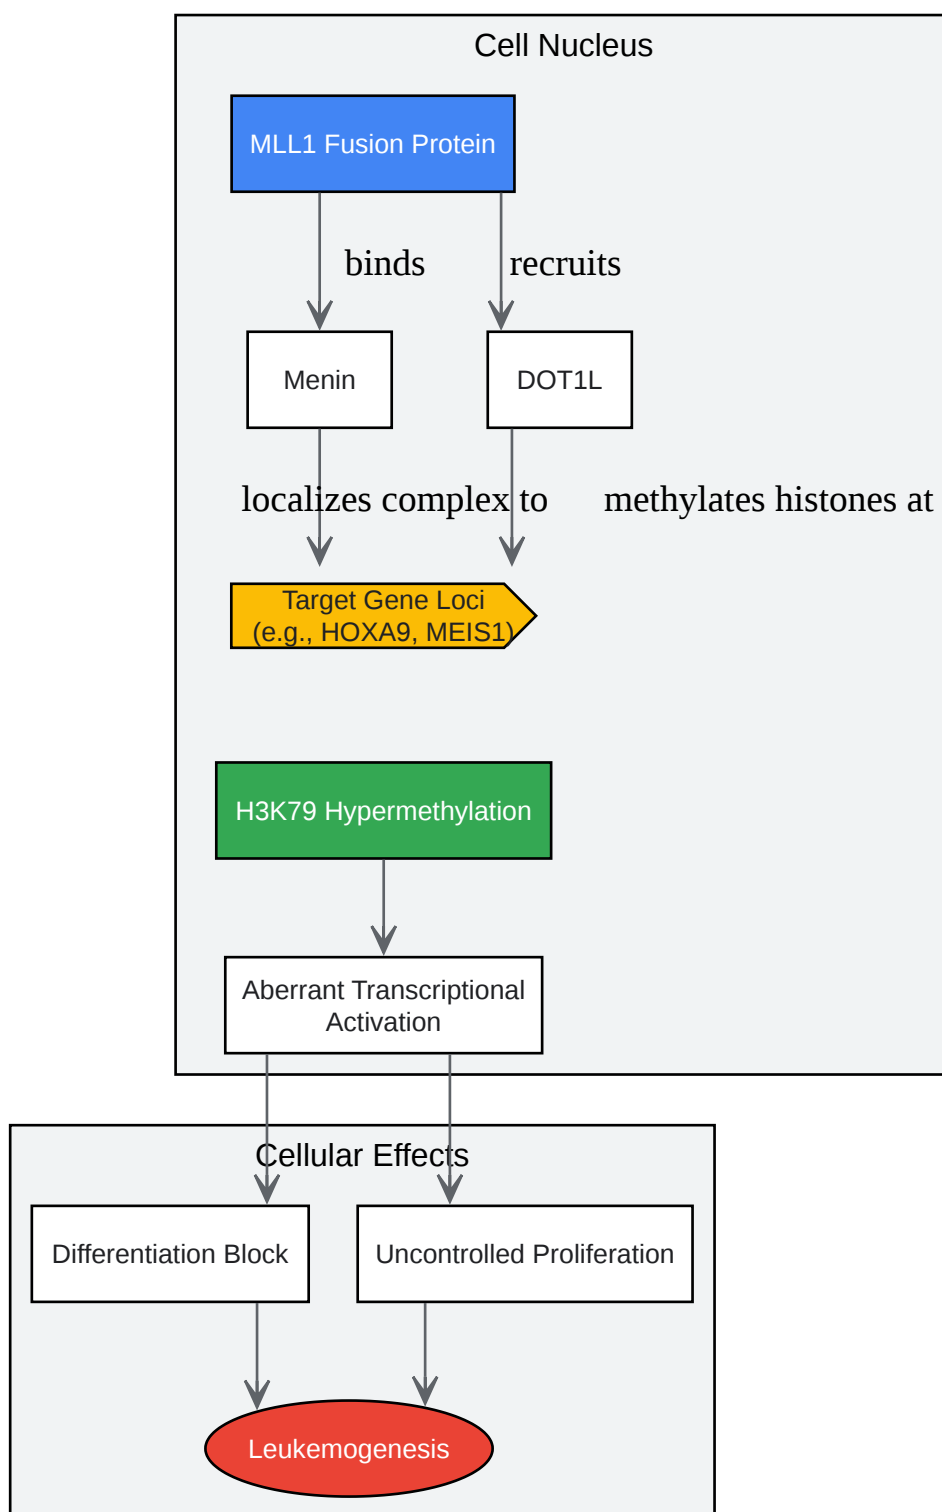 Cell Nucleus
MLL1 Fusion Protein
binds
recruits
Menin
DOT1L
localizes complex to
methylates histones at
Target Gene Loci
(e.g., HOXA9, MEIS1)
H3K79 Hypermethylation
Aberrant Transcriptional
Activation
Cellular Effects
Differentiation Block
Uncontrolled Proliferation
Leukemogenesis